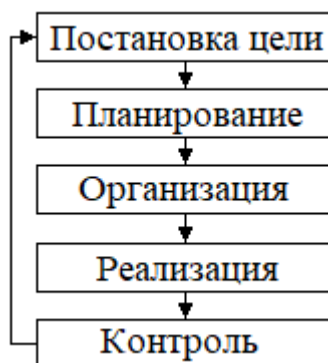 Постановка цели
Планирование
Организация
Реализация
Контроль